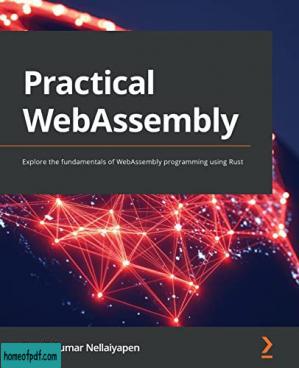 Practical
WebAssembly
Explore the fundamentals of WebAssembly programming using Rust
Nellaiyapen
homeofpdf.com